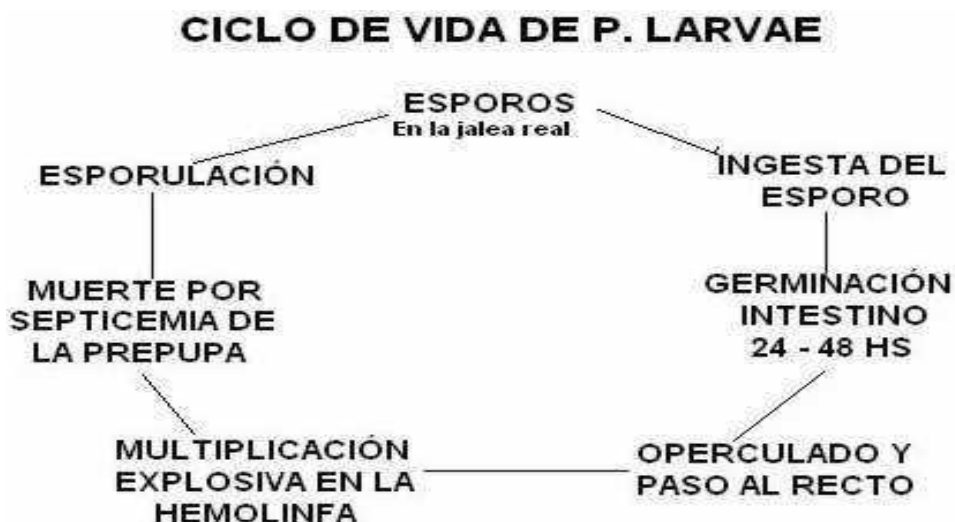 CICLO DE VIDA DE P. LARVAE
ESPOROS
En la jalea real
INGESTA DEL
ESPORO
GERMINACIÓN
INTESTINO
24 - 48 HS
OPERCULADO Y
PASO AL RECTO
MULTIPLICACIÓN
EXPLOSIVA EN LA
HEMOLINFA
MUERTE POR
SEPTICEMIA DE
LA PREPUPA
ESPORULACIÓN